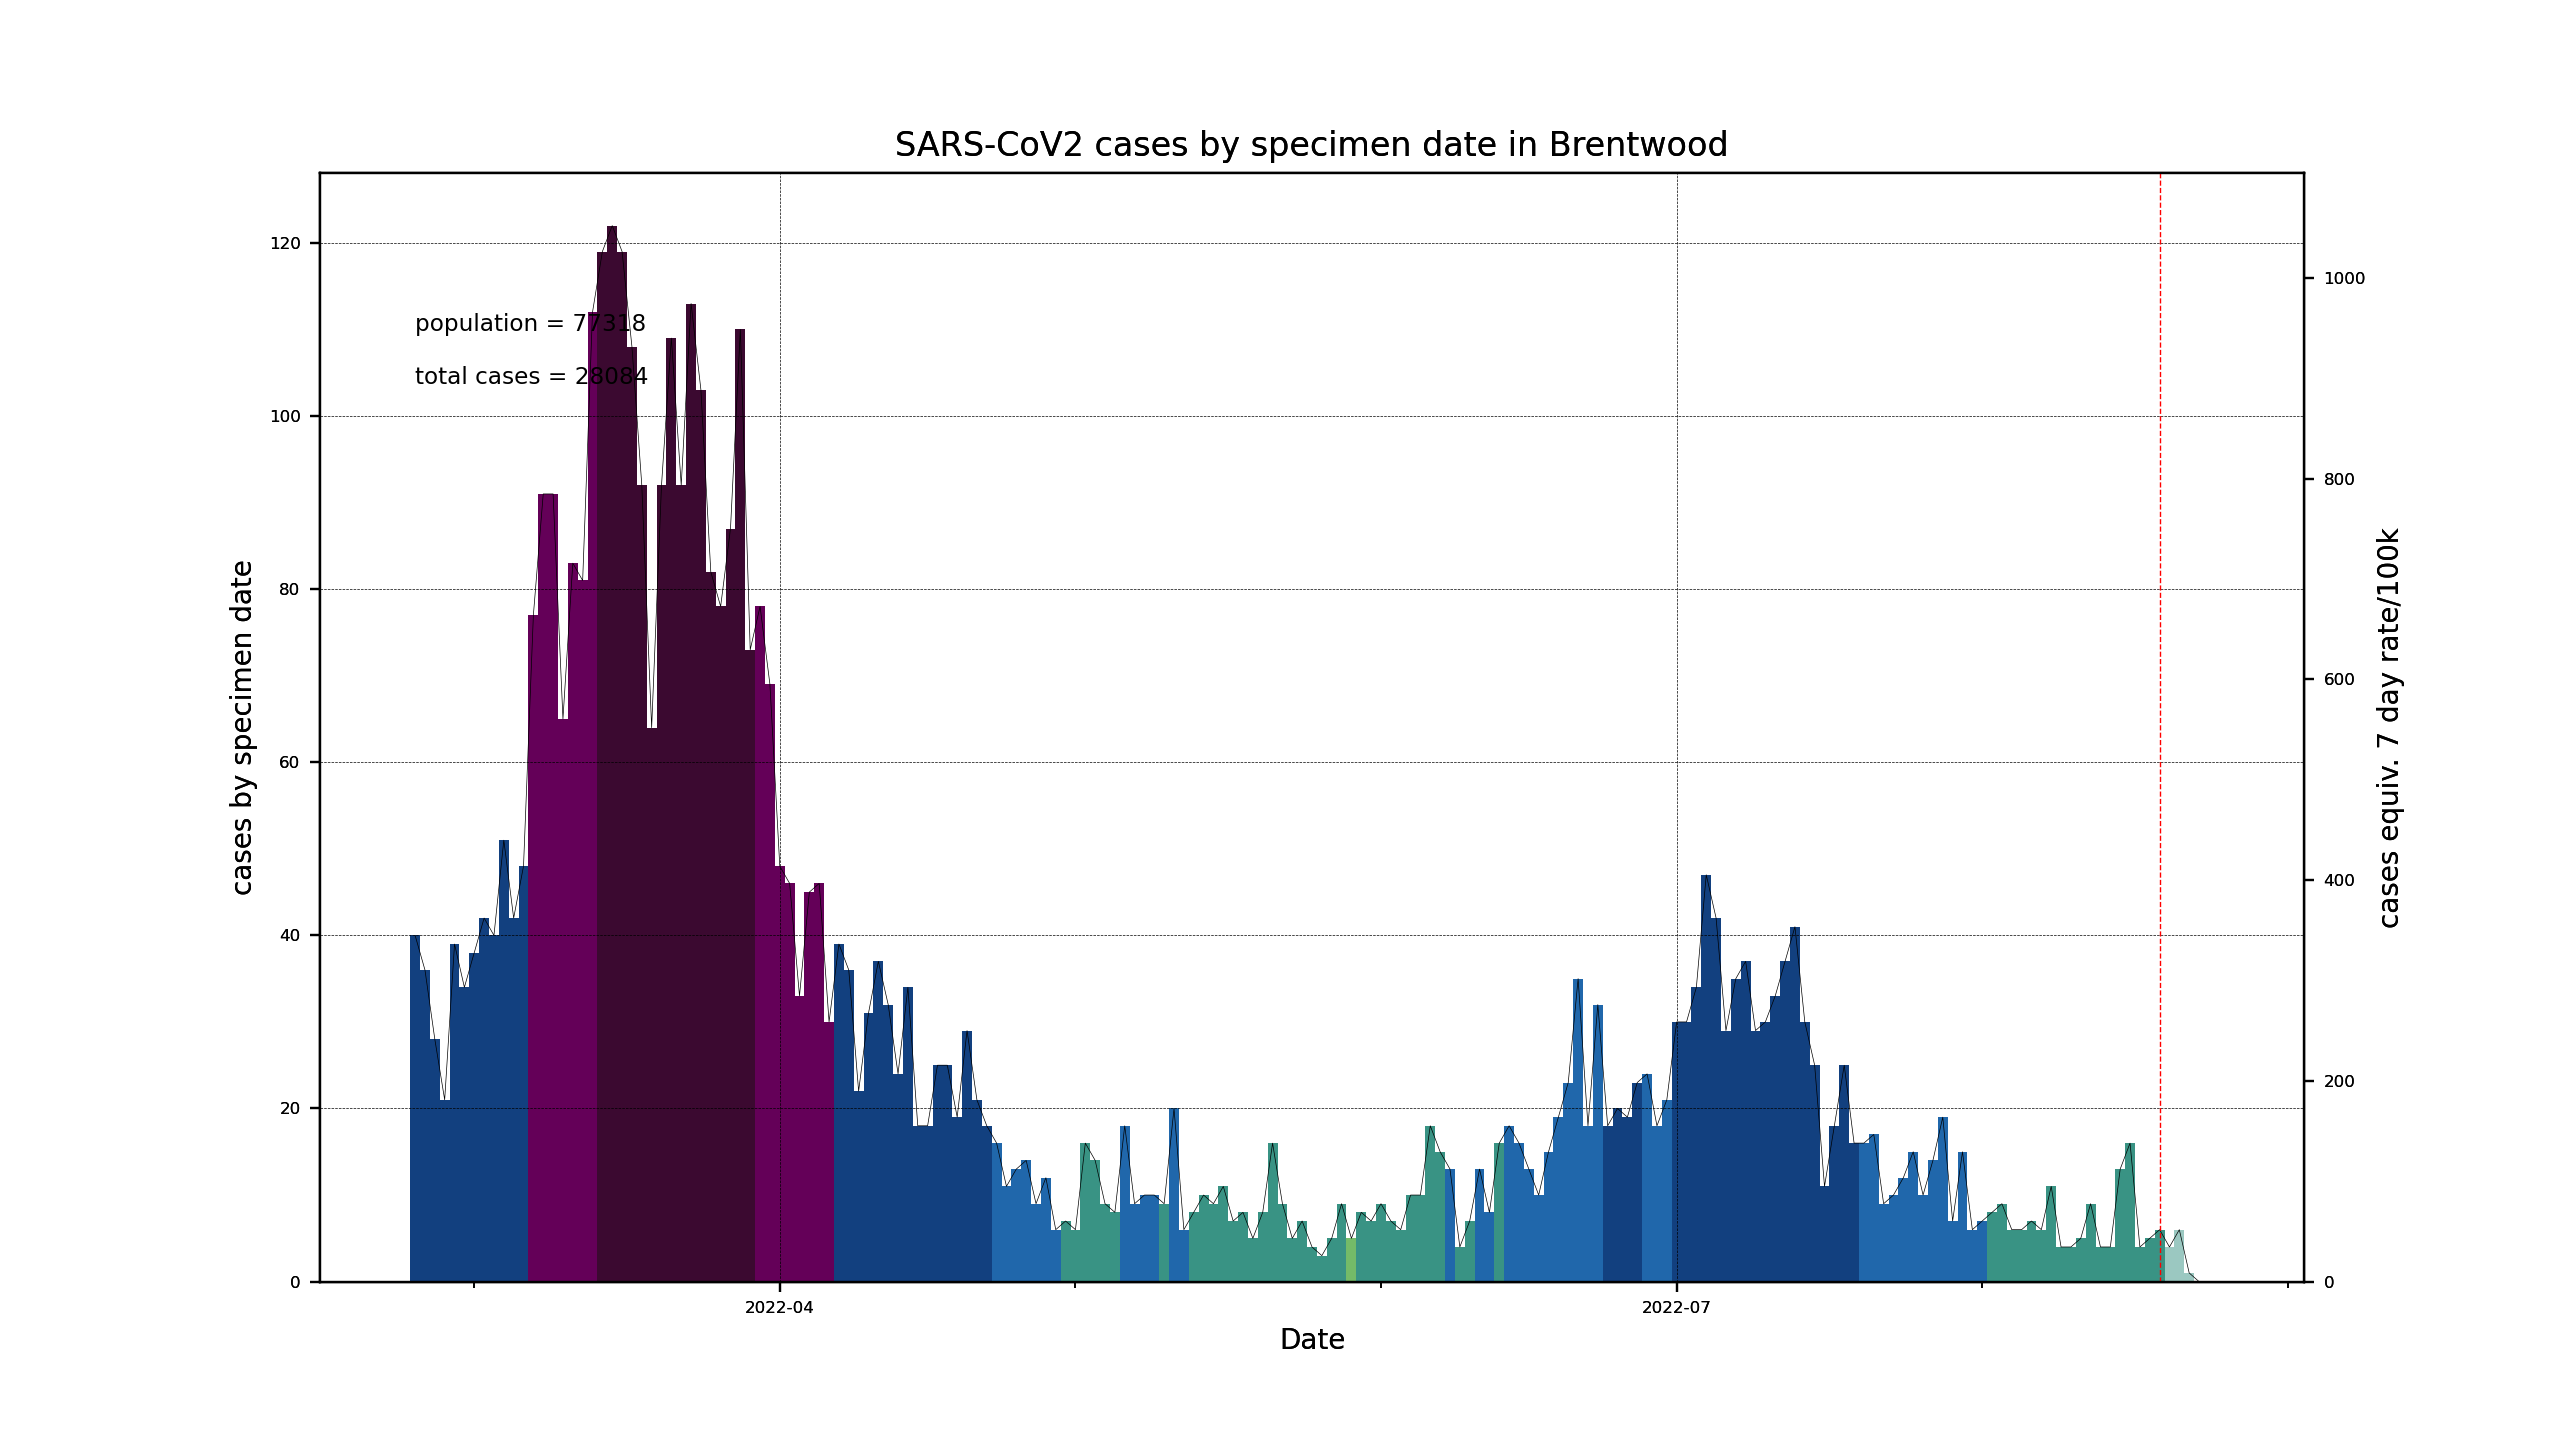 SARS-CoV2 cases by specimen date in Brentwood
population = 77318
total cases = 28084
cases by specimen date
0
20
40
60
80
100
120
cases equiv. 7 day rate/100k
0
200
400
600
800
1000
2022-04
2022-07
Date